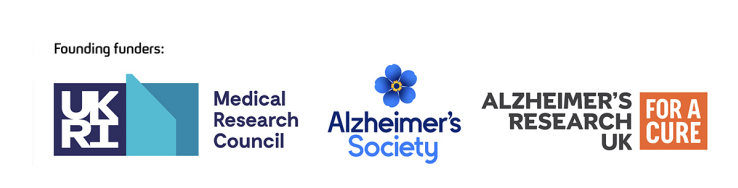 Founding funders:
UK
RI
Medical
Research
Council
Alzheimer's
Society
ALZHEIMER'S
RESEARCH
UK
FOR A
CURE